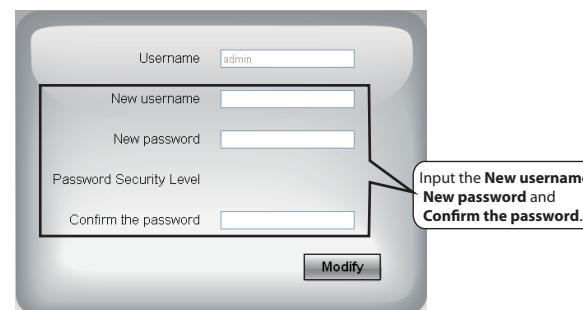 Username admin
New username
New password
Password Security Level
Confirm the password
Modify
Input the New username
New password and
Confirm the password.